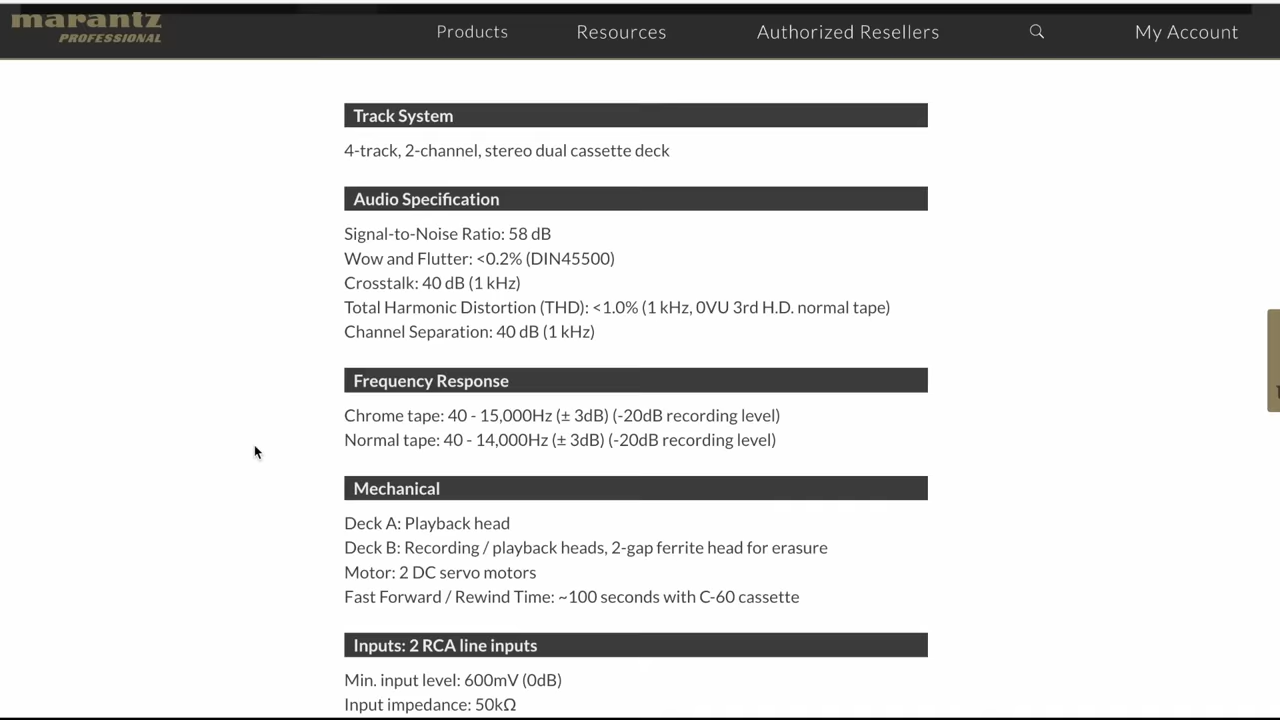 marantz
PROFESSIONAL
Products Resources Authorized Resellers My Account
Track System
4-track, 2-channel, stereo dual cassette deck
Audio Specification
Signal-to-Noise Ratio: 58 dB
Wow and Flutter: <0.2% (DIN45500)
Crosstalk: 40 dB (1 kHz)
Total Harmonic Distortion (THD): <1.0% (1 kHz, 0VU 3rd H.D. normal tape)
Channel Separation: 40 dB (1 kHz)
Frequency Response
Chrome tape: 40 - 15,000Hz (± 3dB) (-20dB recording level)
Normal tape: 40 - 14,000Hz (± 3dB) (-20dB recording level)
Mechanical
Deck A: Playback head
Deck B: Recording / playback heads, 2-gap ferrite head for erasure
Motor: 2 DC servo motors
Fast Forward / Rewind Time: ~100 seconds with C-60 cassette
Inputs: 2 RCA line inputs
Min. input level: 600mV (0dB)
Input impedance: 50kΩ